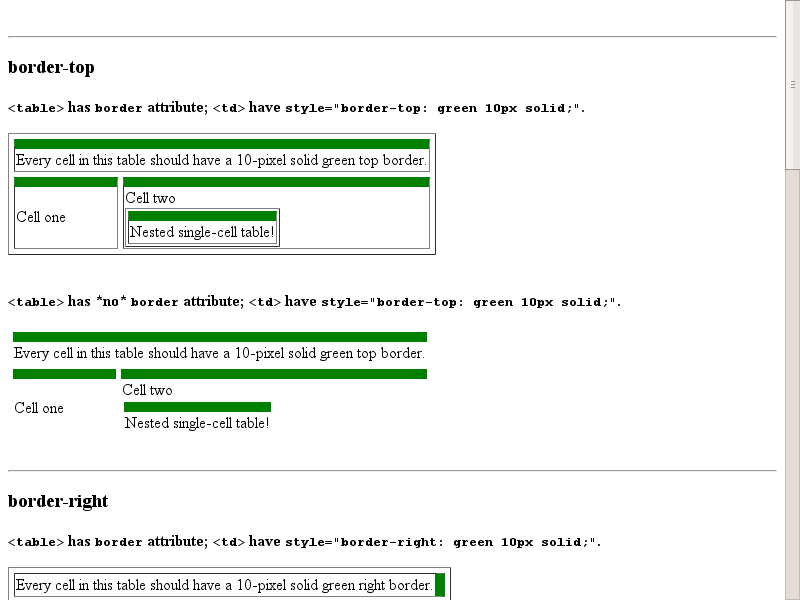 border-top
<table> has border attribute; <td> have style="border-top: green 10px solid;".
Every cell in this table should have a 10-pixel solid green top border.
Cell one
Cell two
Nested single-cell table!
<table> has *no* border attribute; <td> have style="border-top: green 10px solid;".
Every cell in this table should have a 10-pixel solid green top border.
Cell one
Cell two
Nested single-cell table!
border-right
<table> has border attribute; <td> have style="border-right: green 10px solid;".
Every cell in this table should have a 10-pixel solid green right border.